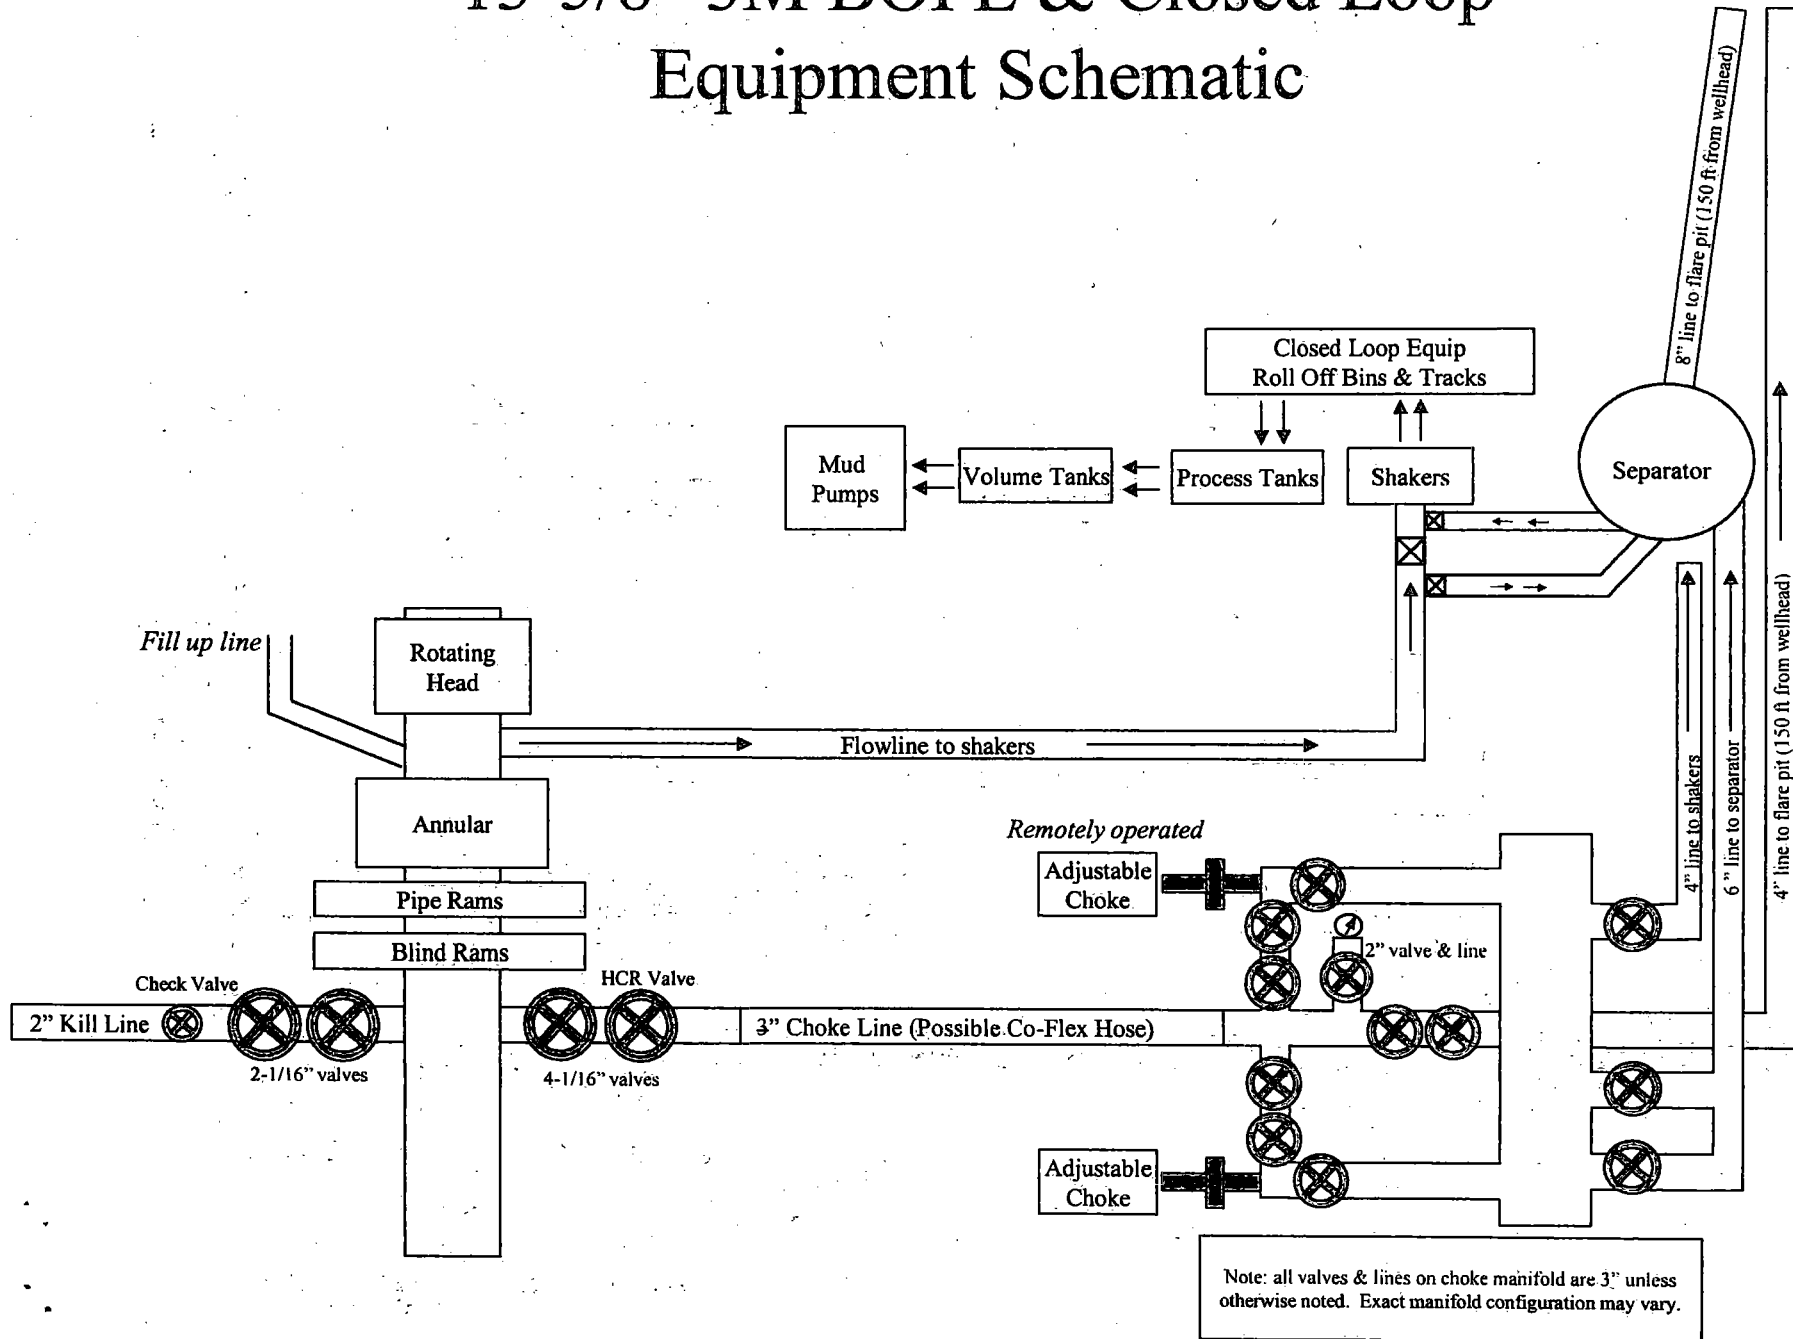 Equipment Schematic
8" line to flare pit (150 ft from wellhead)
Closed Loop Equip
Roll Off Bins & Tracks
Mud
Pumps
Volume Tanks
Process Tanks
Shakers
Separator
Fill up line
Rotating
Head
Flowline to shakers
4" line to shakers
6" line to separator
4" line to flare pit (150 ft from wellhead)
Annular
Remotely operated
Adjustable
Choke
Pipe Rams
Blind Rams
2" valve & line
Check Valve
HCR Valve
2" Kill Line
3" Choke Line (Possible Co-Flex Hose)
2-1/16" valves
4-1/16" valves
Adjustable
Choke
Note: all valves & lines on choke manifold are 3" unless
otherwise noted. Exact manifold configuration may vary.